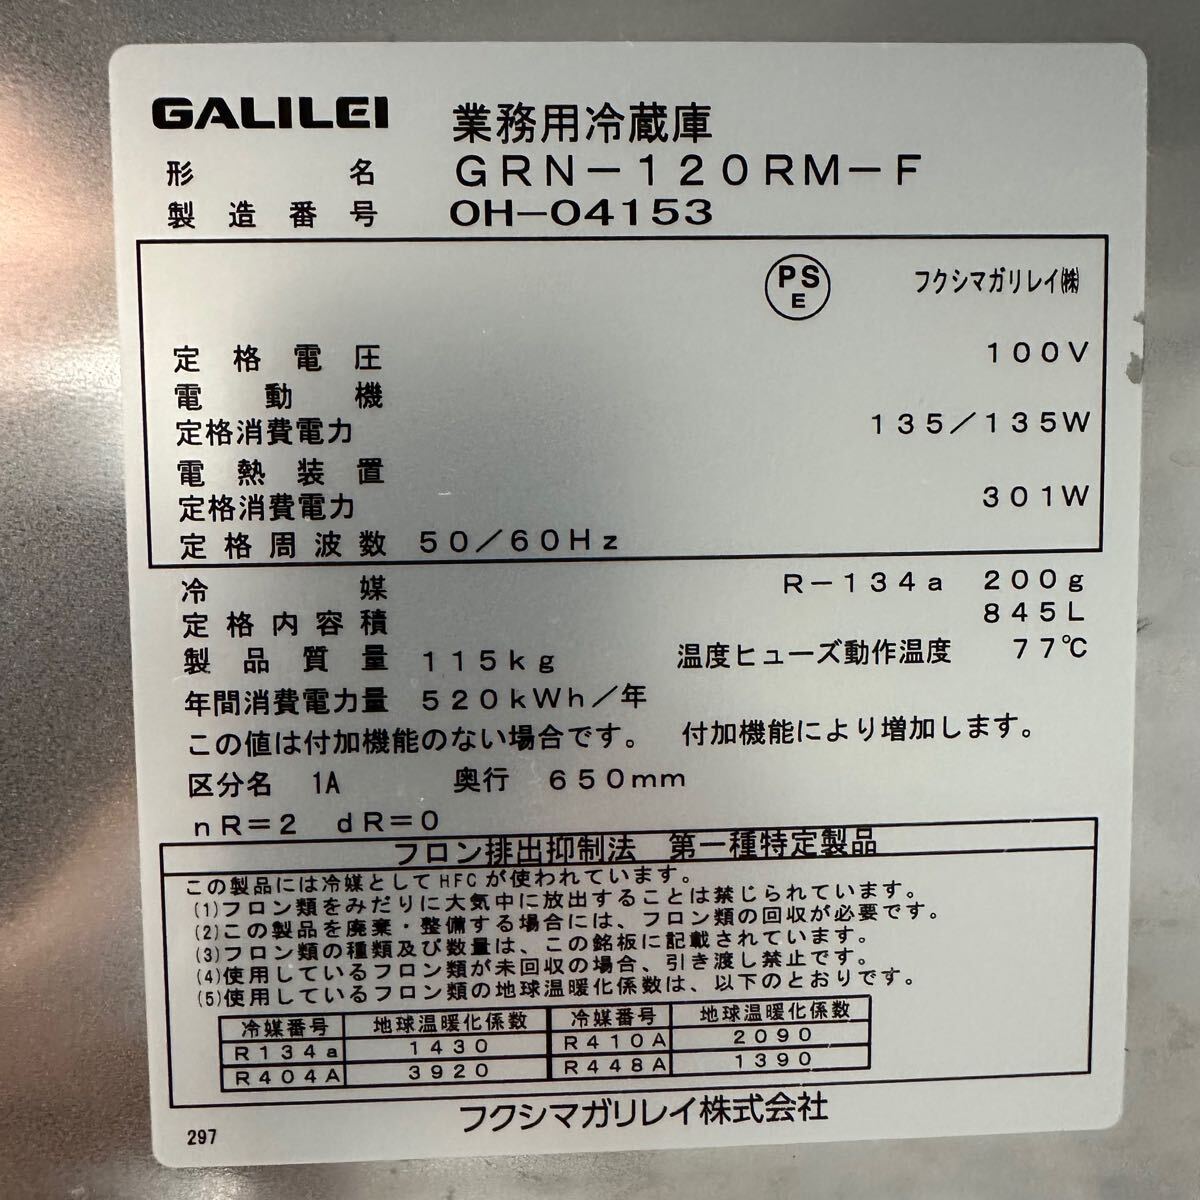 GALILEI 業務用冷蔵庫
形名 GRN-120RM-F
製造番号 OH-04153
PSE フクシマガリレイ㈱
定格電圧 100V
電動機
定格消費電力 135/135W
電熱装置
定格消費電力 301W
定格周波数 50/60Hz
冷媒 R-134a 200g
定格内容積 845L
製品質量 115kg 温度ヒューズ動作温度 77℃
年間消費電力量 520kWh/年
この値は付加機能のない場合です。 付加機能により増加します。
区分名 1A 奥行 650mm
nR=2 dR=0
フロン排出抑制法 第一種特定製品
この製品には冷媒としてHFCが使われています。
(1)フロン類をみだりに大気中に放出することは禁じられています。
(2)この製品を廃棄・整備する場合には、フロン類の回収が必要です。
(3)フロン類の種類及び数量は、この銘板に記載されています。
(4)使用しているフロン類が未回収の場合、引き渡し禁止です。
(5)使用しているフロン類の地球温暖化係数は、以下のとおりです。
冷媒番号 地球温暖化係数 冷媒番号 地球温暖化係数
R134a 1430 R410A 2090
R404A 3920 R448A 1390
フクシマガリレイ株式会社
297